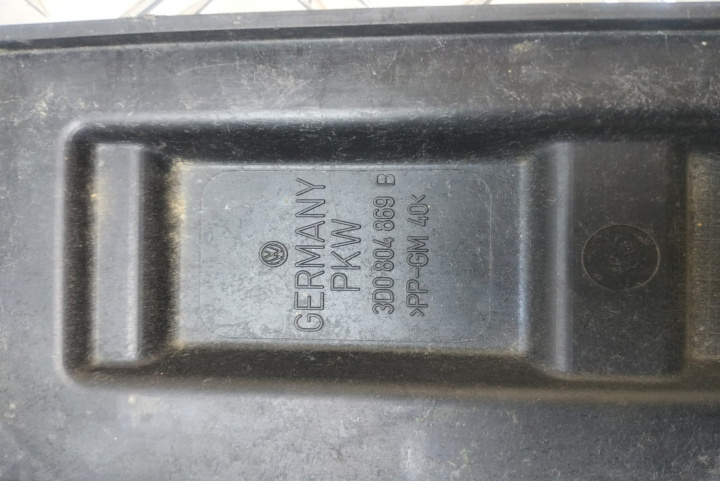 GERMANY
PKW
3D0 804 869 B
>PP-GM 40<